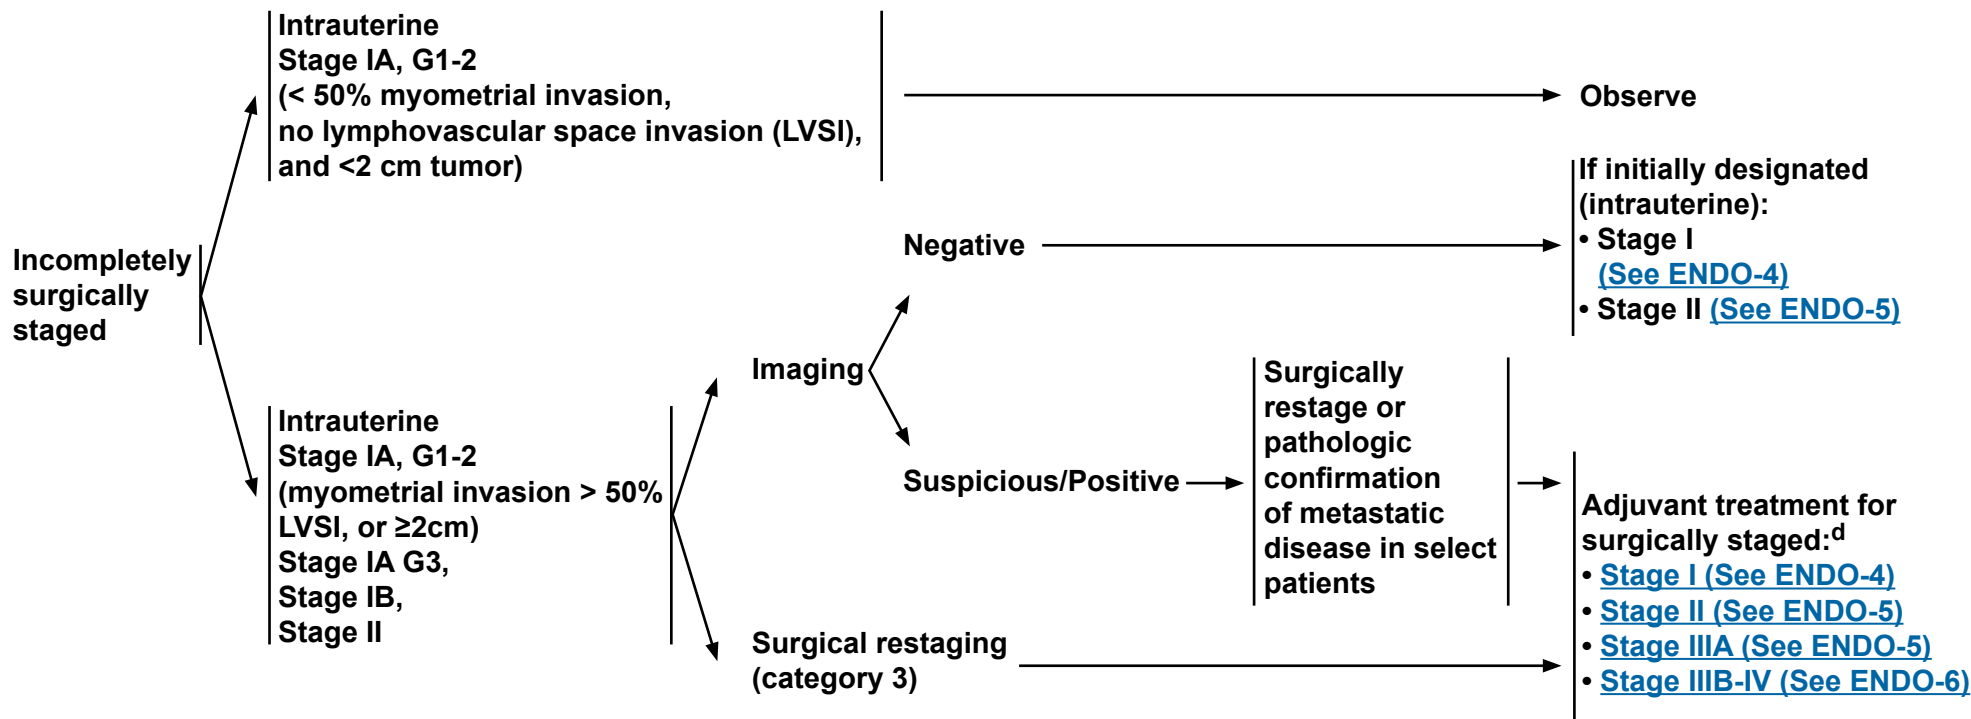 Incompletely
surgically
staged
Intrauterine
Stage IA, G1-2
(< 50% myometrial invasion,
no lymphovascular space invasion (LVSI),
and <2 cm tumor)
Observe
Intrauterine
Stage IA, G1-2
(myometrial invasion > 50%
LVSI, or ≥2cm)
Stage IA G3,
Stage IB,
Stage II
Imaging
Negative
If initially designated
(intrauterine):
• Stage I
(See ENDO-4)
• Stage II (See ENDO-5)
Suspicious/Positive
Surgically
restage or
pathologic
confirmation
of metastatic
disease in select
patients
Surgical restaging
(category 3)
Adjuvant treatment for
surgically staged:d
• Stage I (See ENDO-4)
• Stage II (See ENDO-5)
• Stage IIIA (See ENDO-5)
• Stage IIIB-IV (See ENDO-6)